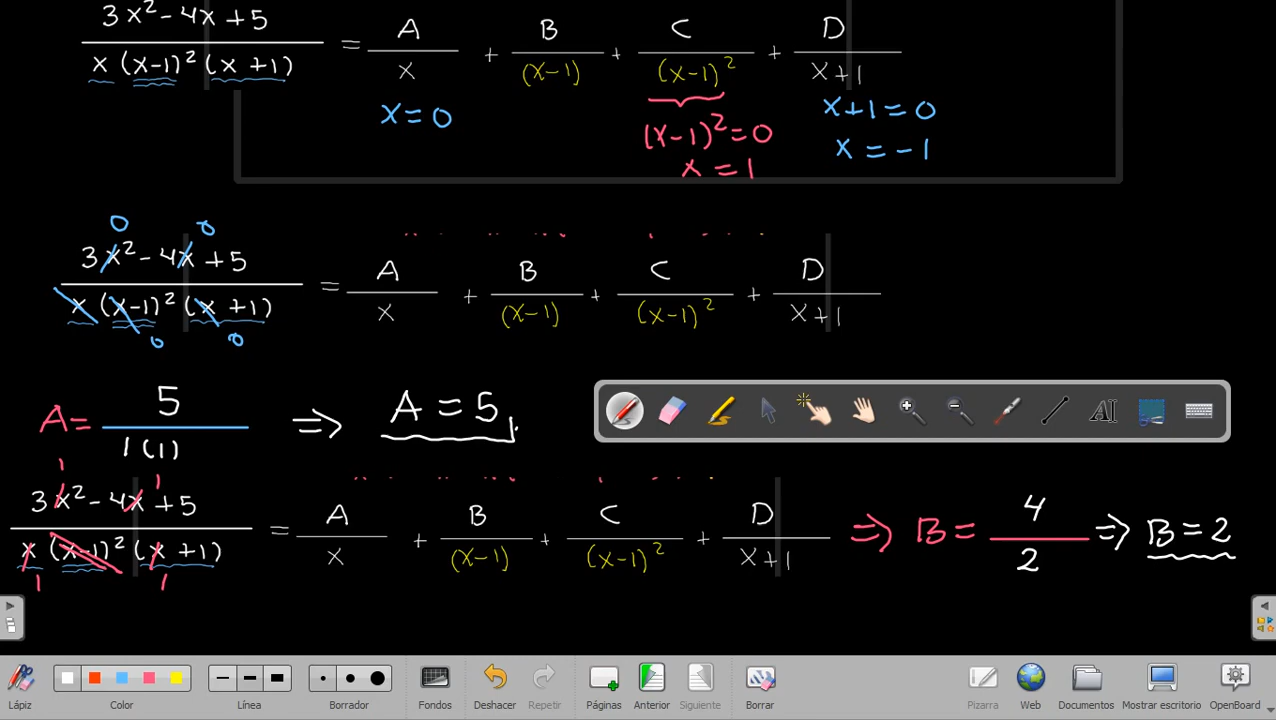 3x² - 4x + 5 / x (x-1)² (x+1) = A / x + B / (x-1) + C / (x-1)² + D / x+1
x = 0
(x-1)² = 0
x = 1
x+1 = 0
x = -1
0 0
3x² - 4x + 5 / x (x-1)² (x+1) = A / x + B / (x-1) + C / (x-1)² + D / x+1
0 0
A = 5 / 1(1) ⇒ A = 5
1 1
3x² - 4x + 5 / x (x-1)² (x+1) = A / x + B / (x-1) + C / (x-1)² + D / x+1 ⇒ B = 4 / 2 ⇒ B = 2
1 1
AI
Lápiz Color Línea Borrador Fondos Deshacer Repetir Páginas Anterior Siguiente Borrar Pizarra Web Documentos Mostrar escritorio OpenBoard